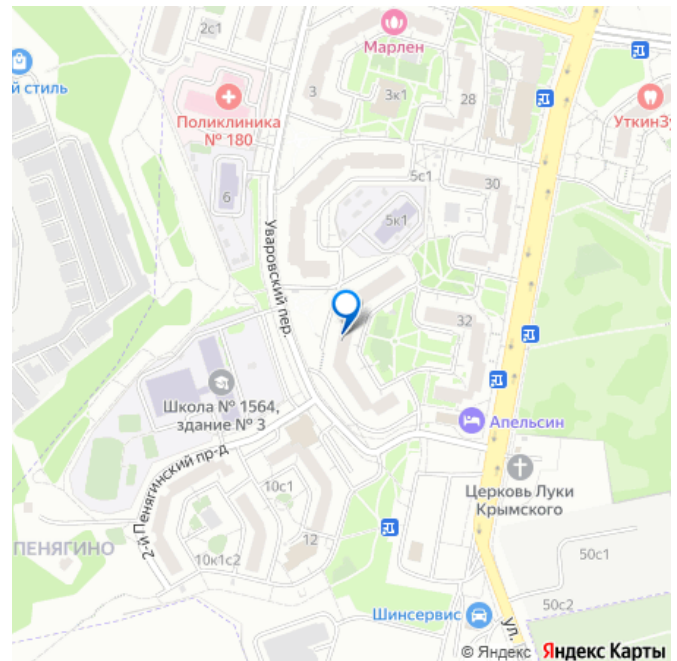 2с1
Марлен
й стиль
3
3к1
28
Поликлиника
№ 180
УткинЗу
5с1
30
6
5к1
Уваровский пер.
32
Школа № 1564,
здание № 3
Апельсин
2-й Пенягинский пр-д
10с1
Церковь Луки
Крымского
ПЕНЯГИНО
12
10к1с2
50с1
50с2
Шинсервис
ул.
© Яндекс Яндекс Карты